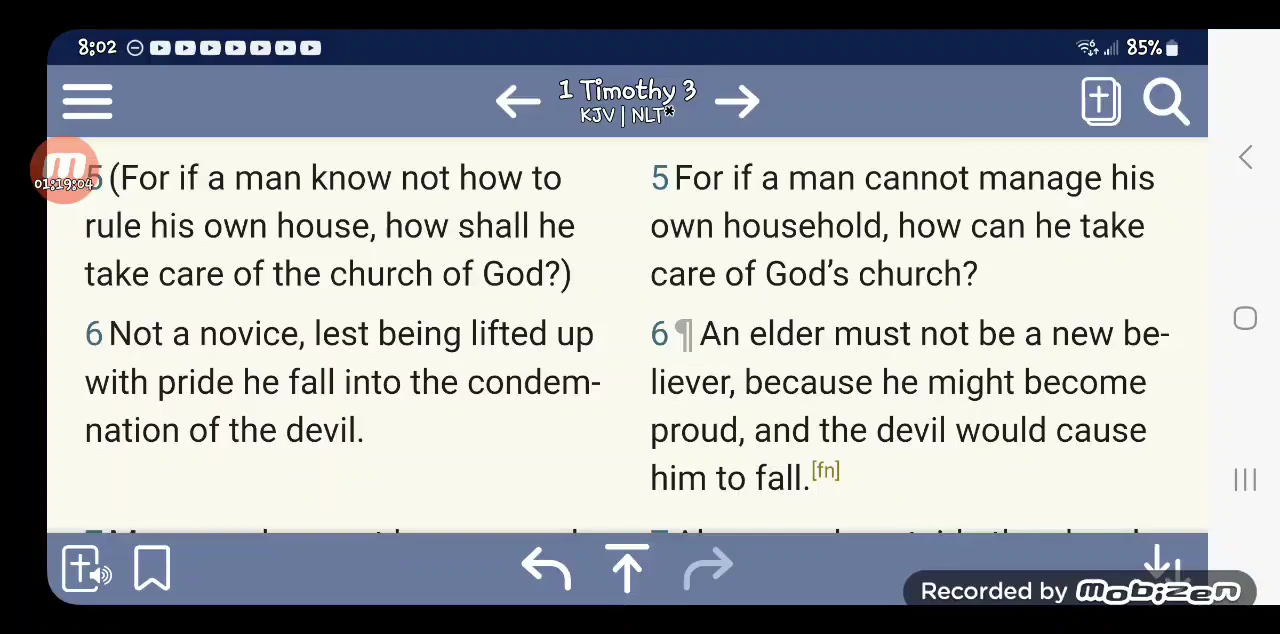 8:02
85%
1 Timothy 3
KJV | NLT*
01:19:04
5 (For if a man know not how to
rule his own house, how shall he
take care of the church of God?)
6 Not a novice, lest being lifted up
with pride he fall into the condem-
nation of the devil.
5 For if a man cannot manage his
own household, how can he take
care of God's church?
6 ¶ An elder must not be a new be-
liever, because he might become
proud, and the devil would cause
him to fall.[fn]
Recorded by mobizen